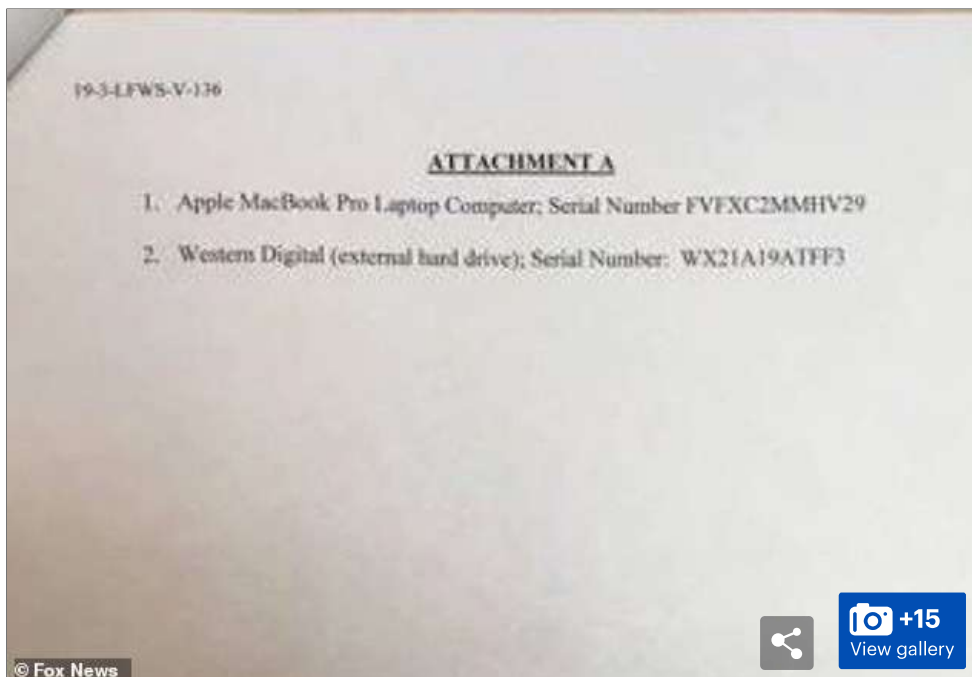 19-3-LFWS-V-136
ATTACHMENT A
1. Apple MacBook Pro Laptop Computer; Serial Number FVFXC2MMHV29
2. Western Digital (external hard drive); Serial Number: WX21A19ATFF3
+15
View gallery
© Fox News